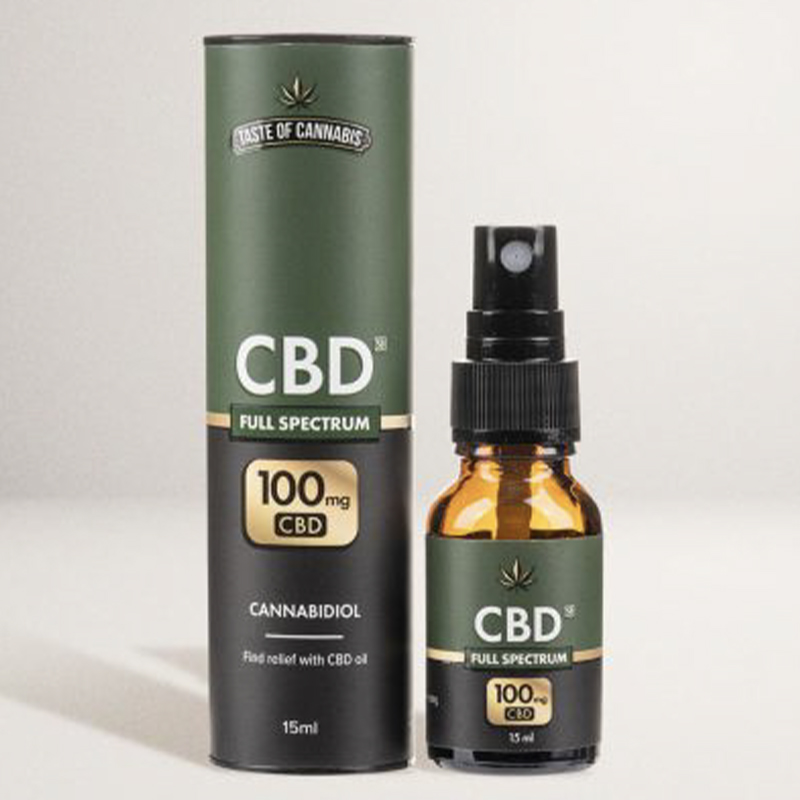 TASTE OF CANNABIS
CBD
FULL SPECTRUM
100mg
CBD
CANNABIDIOL
Find relief with CBD oil
15ml
CBD
FULL SPECTRUM
100mg
CBD
15 ml